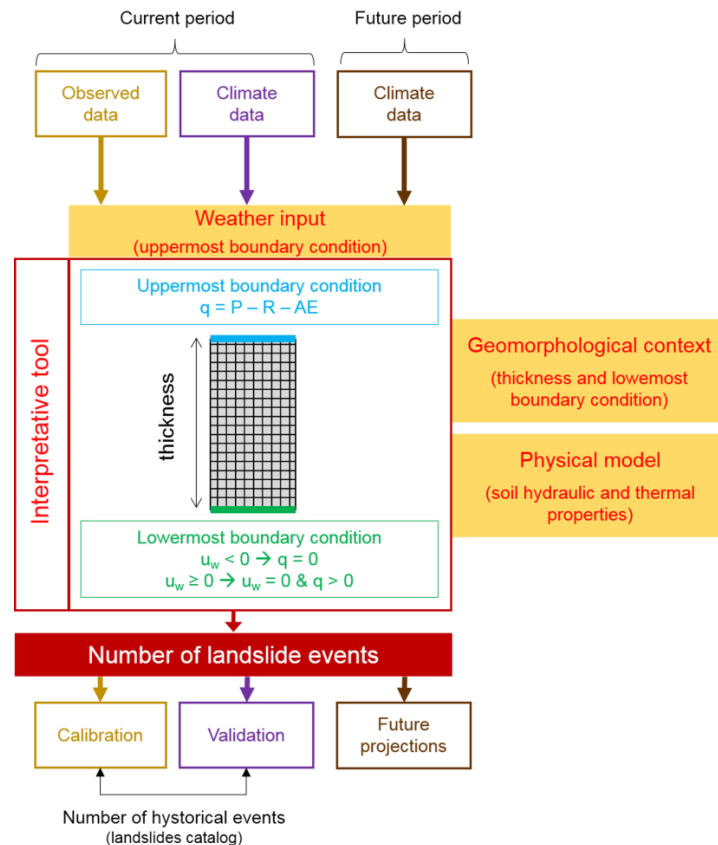 Current period
Future period
Observed
data
Climate
data
Climate
data
Weather input
(uppermost boundary condition)
Interpretative tool
Uppermost boundary condition
q = P – R – AE
thickness
Lowermost boundary condition
u_w < 0 → q = 0
u_w ≥ 0 → u_w = 0 & q > 0
Geomorphological context
(thickness and lowemost
boundary condition)
Physical model
(soil hydraulic and thermal
properties)
Number of landslide events
Calibration
Validation
Future
projections
Number of hystorical events
(landslides catalog)